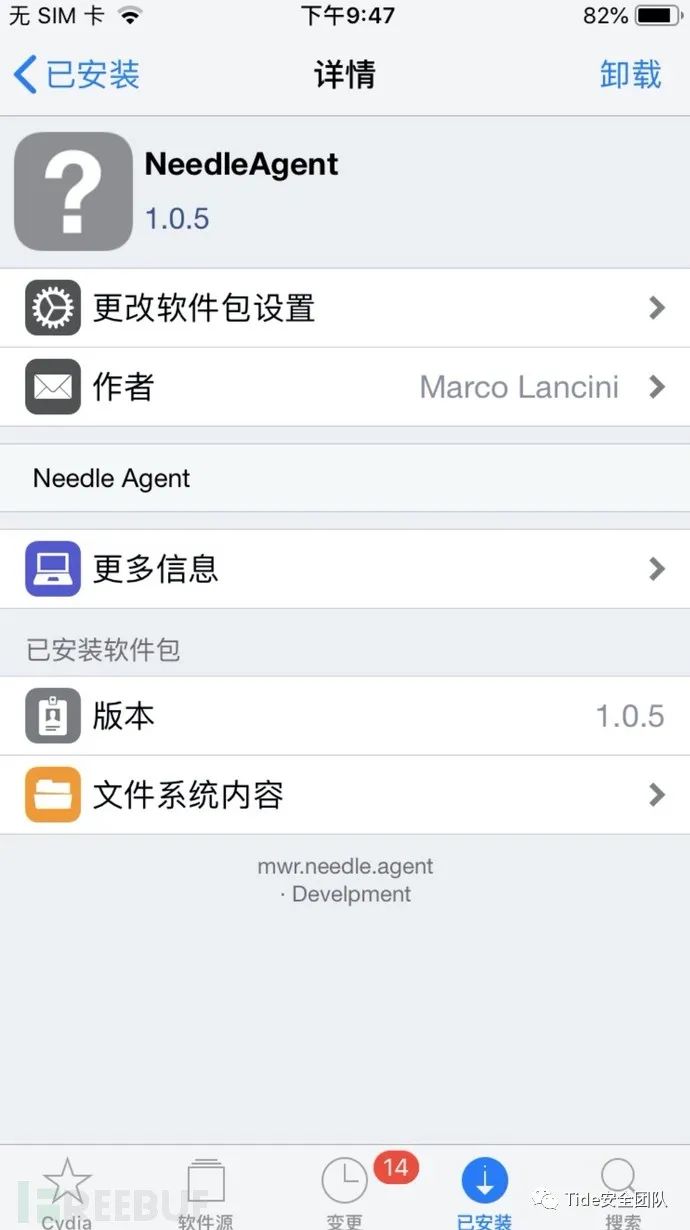 无 SIM 卡 下午9:47 82%
已安装 详情 卸载
NeedleAgent
1.0.5
更改软件包设置
作者 Marco Lancini
Needle Agent
更多信息
已安装软件包
版本 1.0.5
文件系统内容
mwr.needle.agent
· Develpment
14
Cydia 软件源 变更 已安装 搜索
FREEBUF
Tide安全团队